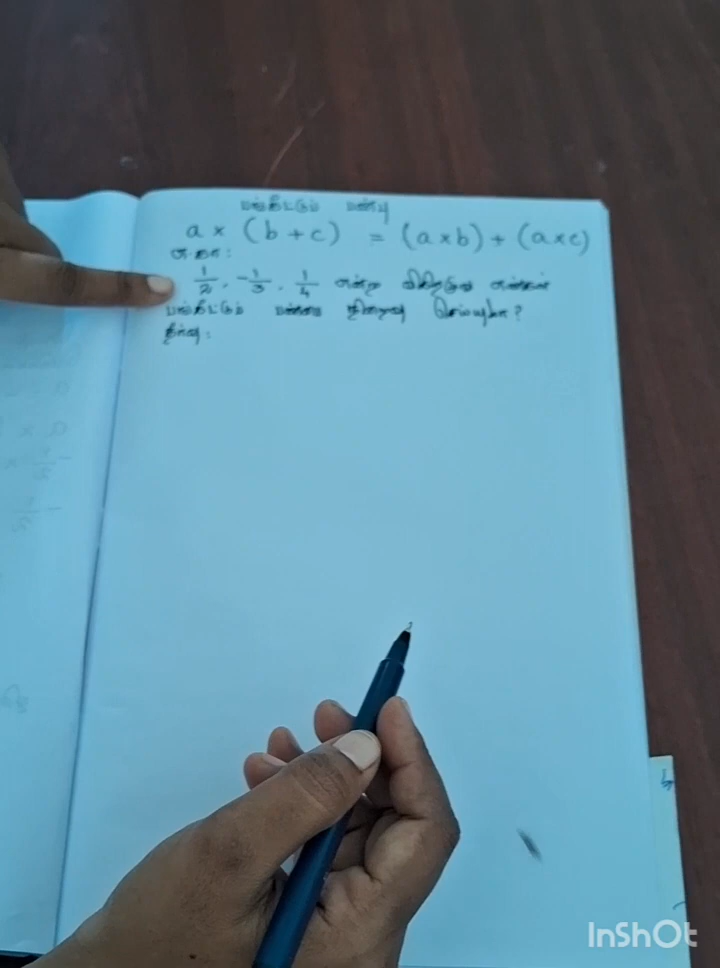 பங்கீட்டுப் பண்பு
a × (b + c) = (a×b) + (a×c)
எ.கா:
1/2, -1/3, 1/4 என்ற விகிதமுறு எண்கள்
பங்கீட்டுப் பண்பை நிறைவு செய்யுமா?
தீர்வு:
InShOt